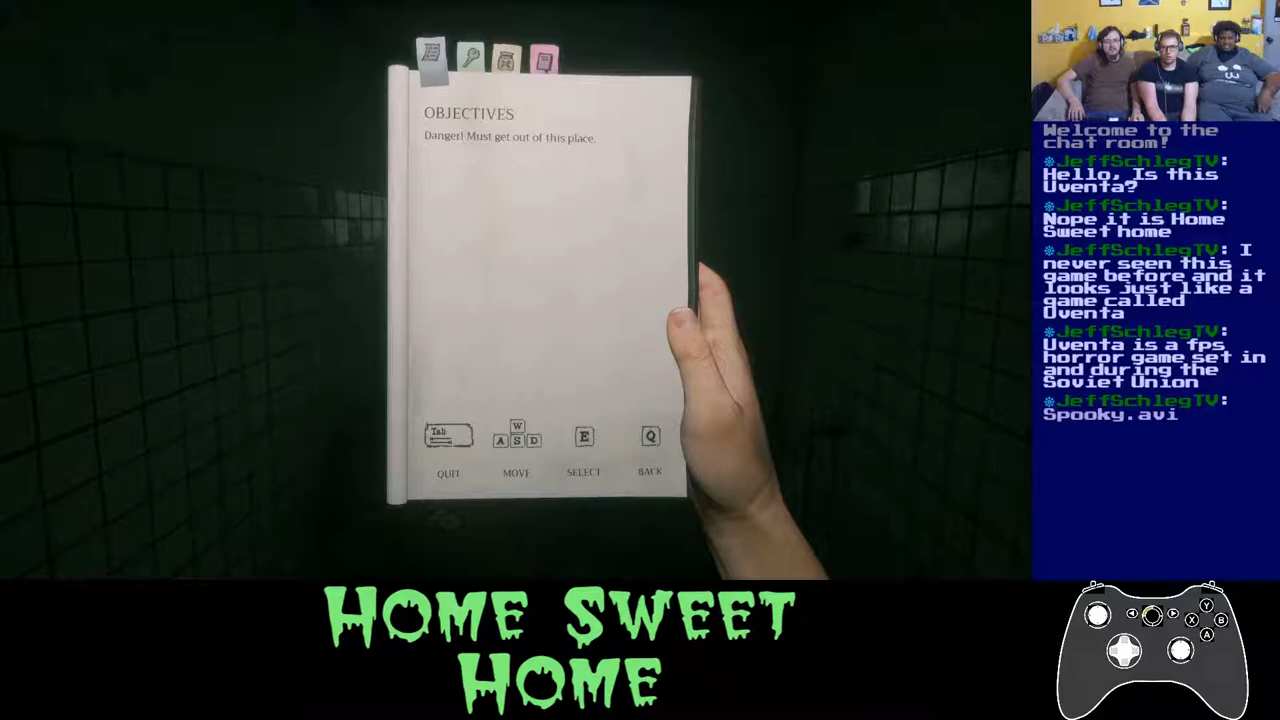 OBJECTIVES
Danger! Must get out of this place.
Tab
W
A S D
E
Q
QUIT
MOVE
SELECT
BACK
Welcome to the
chat room!
JeffSchlegTV:
Hello, Is this
Uventa?
JeffSchlegTV:
Nope it is Home
Sweet home
JeffSchlegTV: I
never seen this
game before and it
looks just like a
game called
Uventa
JeffSchlegTV:
Uventa is a fps
horror game set in
and during the
Soviet Union
JeffSchlegTV:
Spooky.avi
HOME SWEET
HOME
Y
X B
A